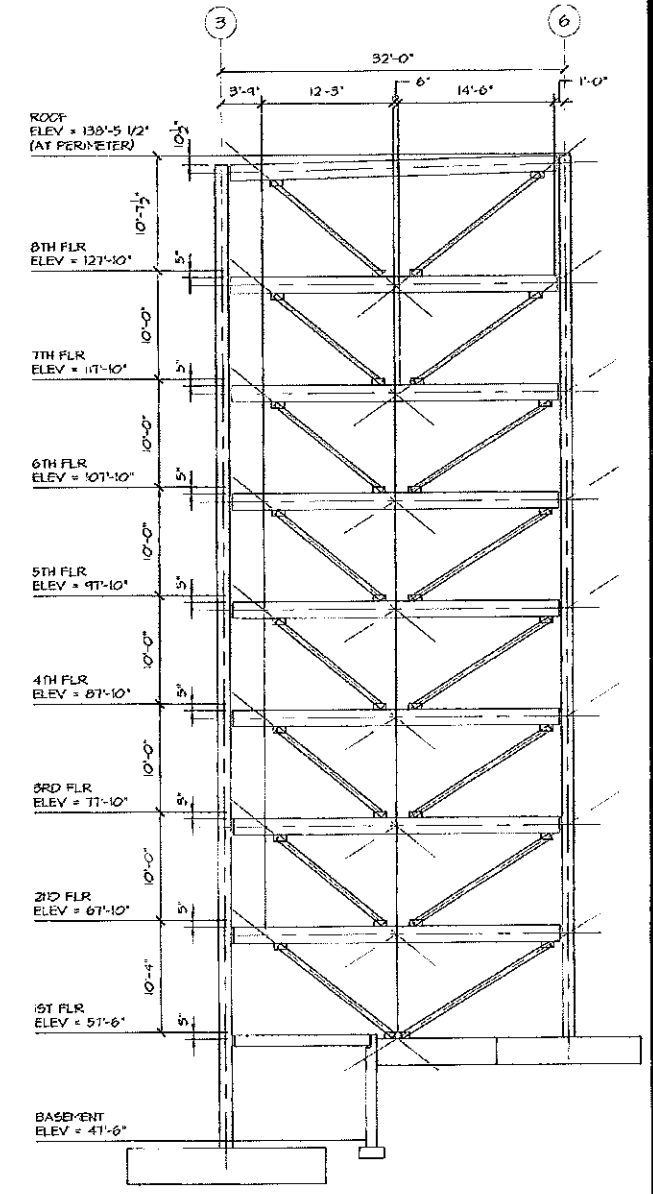 3
6
32'-0"
3'-9"
12'-3"
6"
14'-6"
1'-0"
ROOF
ELEV = 138'-5 1/2"
(AT PERIMETER)
10½"
10'-7½"
8TH FLR
ELEV = 127'-10"
5"
10'-0"
7TH FLR
ELEV = 117'-10"
5"
10'-0"
6TH FLR
ELEV = 107'-10"
5"
10'-0"
5TH FLR
ELEV = 97'-10"
5"
10'-0"
4TH FLR
ELEV = 87'-10"
5"
10'-0"
3RD FLR
ELEV = 77'-10"
5"
10'-0"
2ND FLR
ELEV = 67'-10"
5"
10'-4"
1ST FLR
ELEV = 57'-6"
5"
BASEMENT
ELEV = 47'-6"